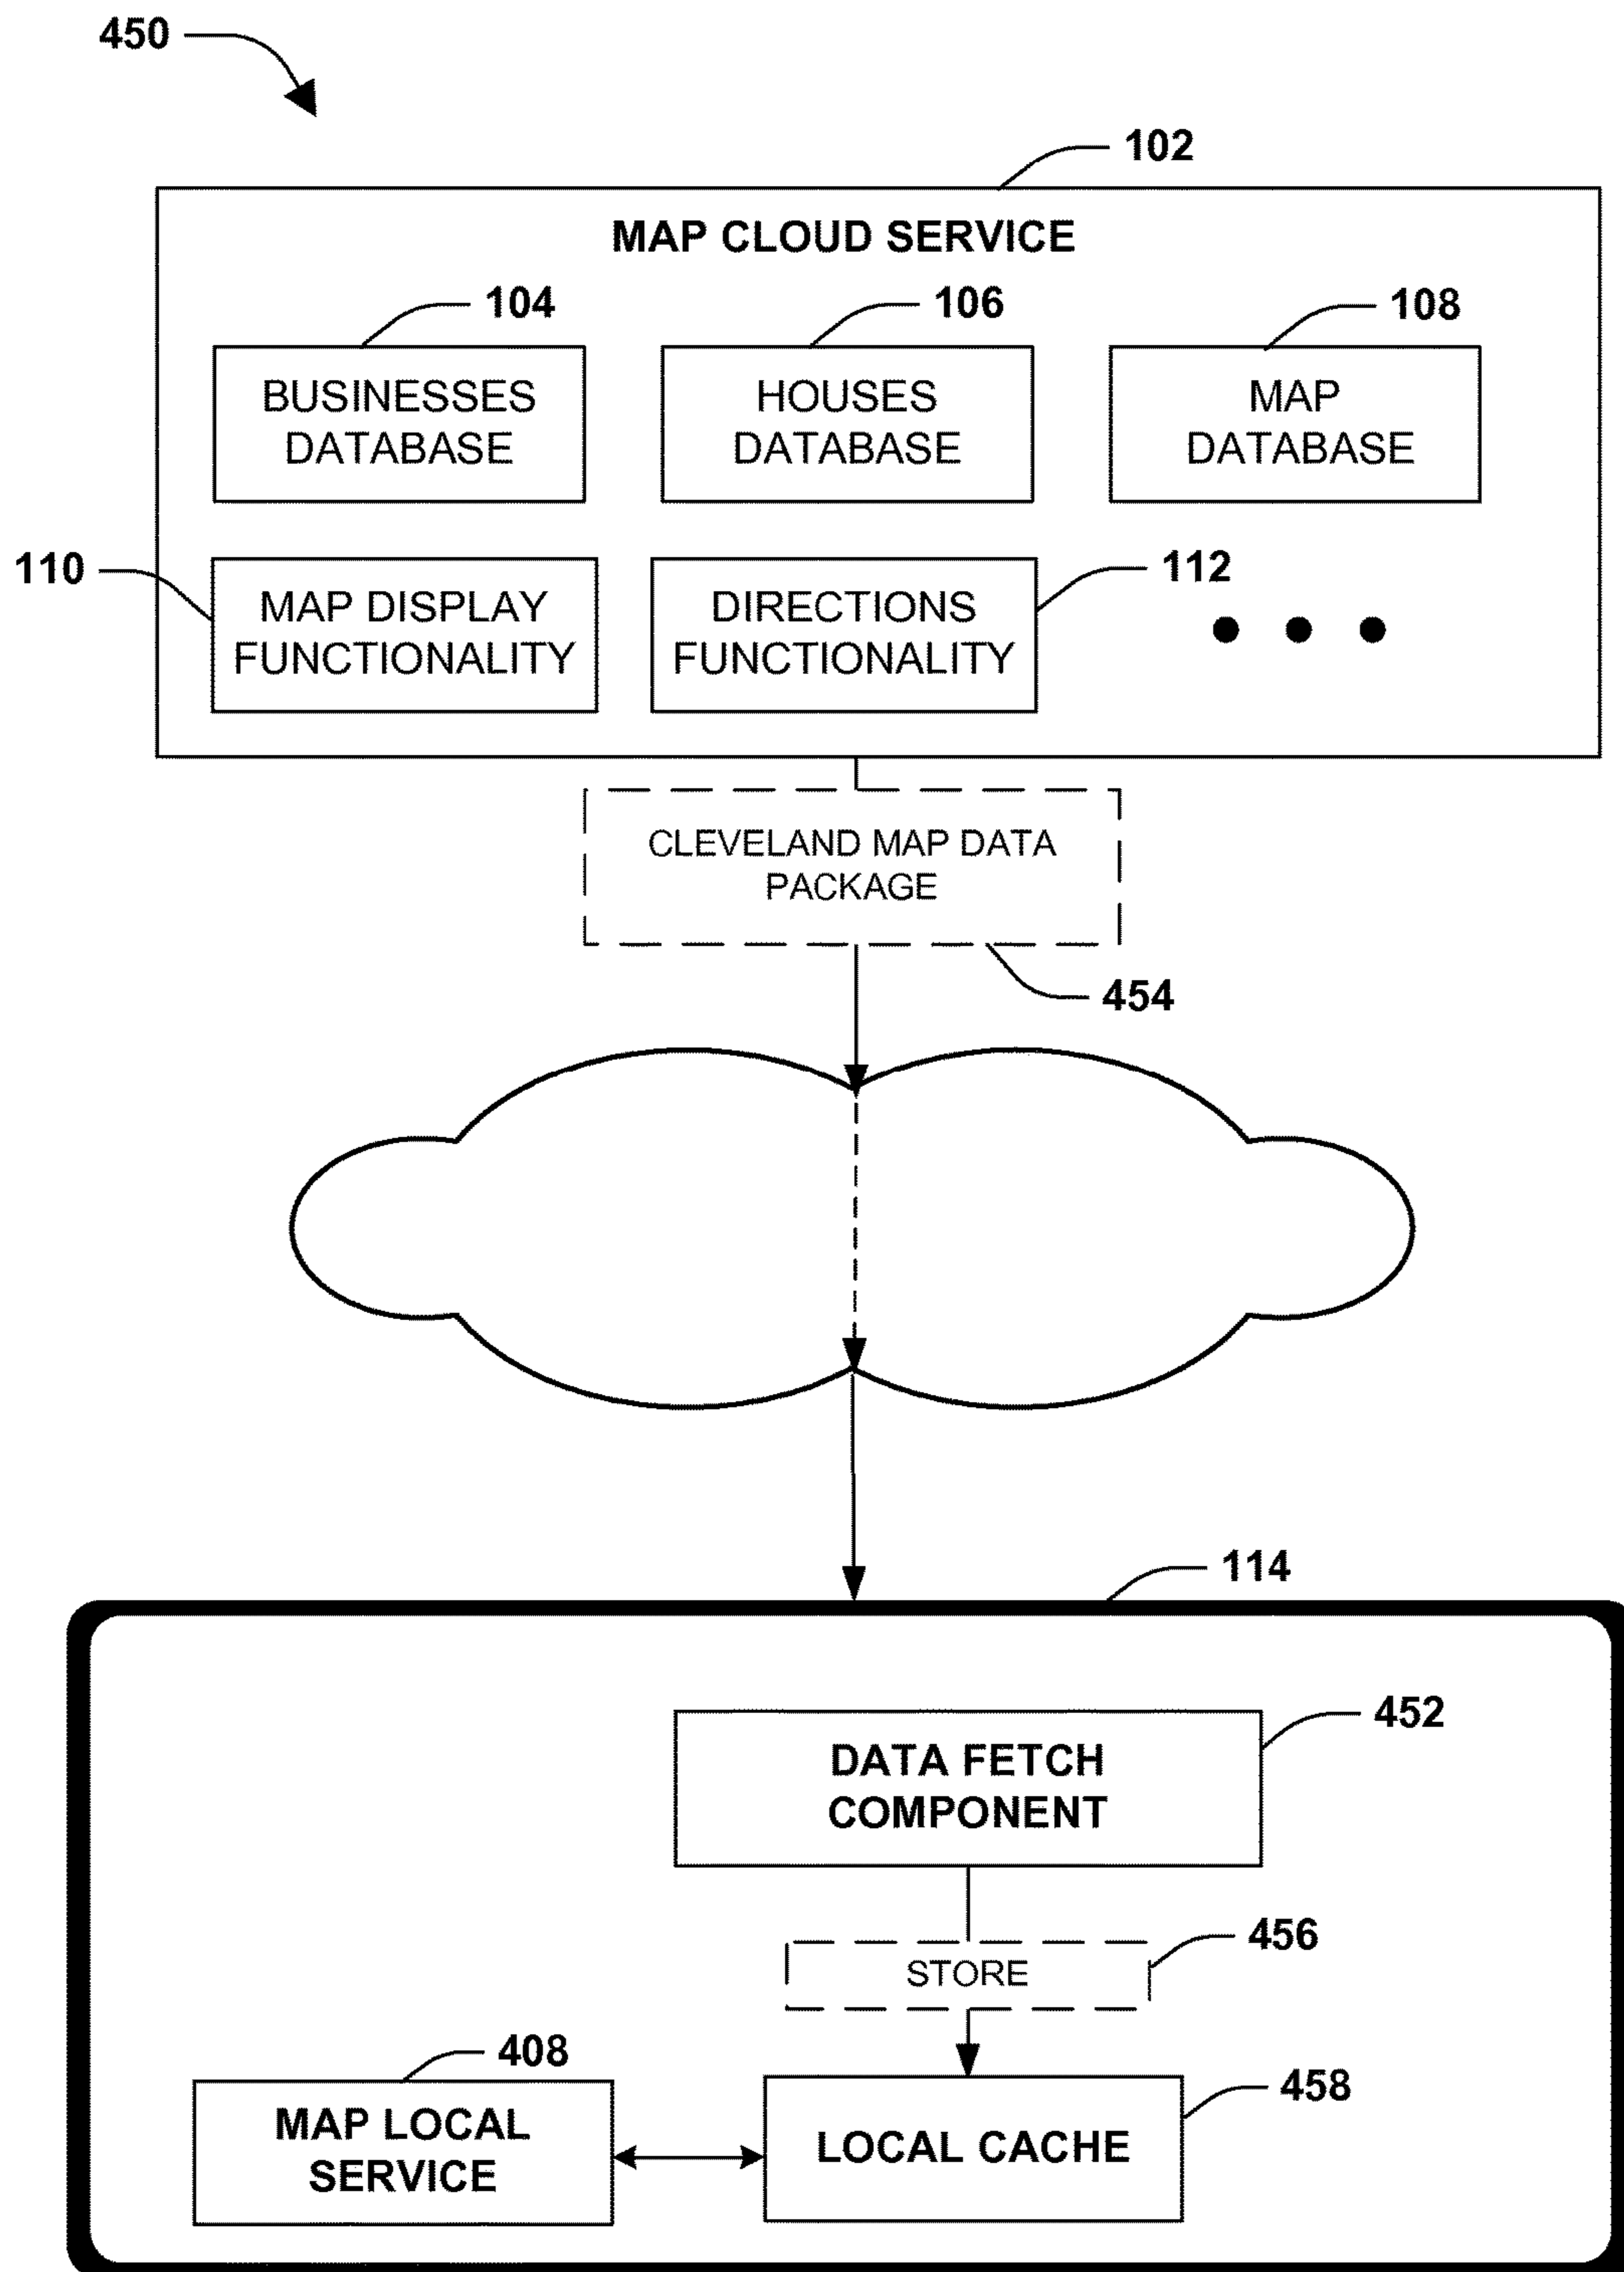 450
102
MAP CLOUD SERVICE
104
106
108
BUSINESSES
DATABASE
HOUSES
DATABASE
MAP
DATABASE
110
MAP DISPLAY
FUNCTIONALITY
DIRECTIONS
FUNCTIONALITY
112
CLEVELAND MAP DATA
PACKAGE
454
114
452
DATA FETCH
COMPONENT
456
STORE
408
458
MAP LOCAL
SERVICE
LOCAL CACHE